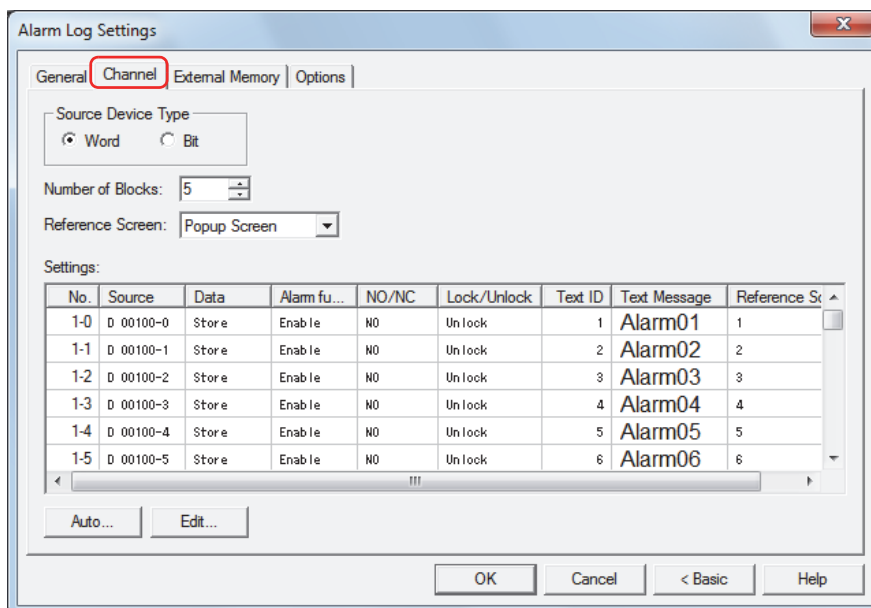 Alarm Log Settings
General Channel External Memory Options
Source Device Type
Word Bit
Number of Blocks: 5
Reference Screen: Popup Screen
Settings:
No. Source Data Alarm fu... NO/NC Lock/Unlock Text ID Text Message Reference Sc
1-0 D 00100-0 Store Enable NO Unlock 1 Alarm01 1
1-1 D 00100-1 Store Enable NO Unlock 2 Alarm02 2
1-2 D 00100-2 Store Enable NO Unlock 3 Alarm03 3
1-3 D 00100-3 Store Enable NO Unlock 4 Alarm04 4
1-4 D 00100-4 Store Enable NO Unlock 5 Alarm05 5
1-5 D 00100-5 Store Enable NO Unlock 6 Alarm06 6
Auto... Edit...
OK Cancel < Basic Help